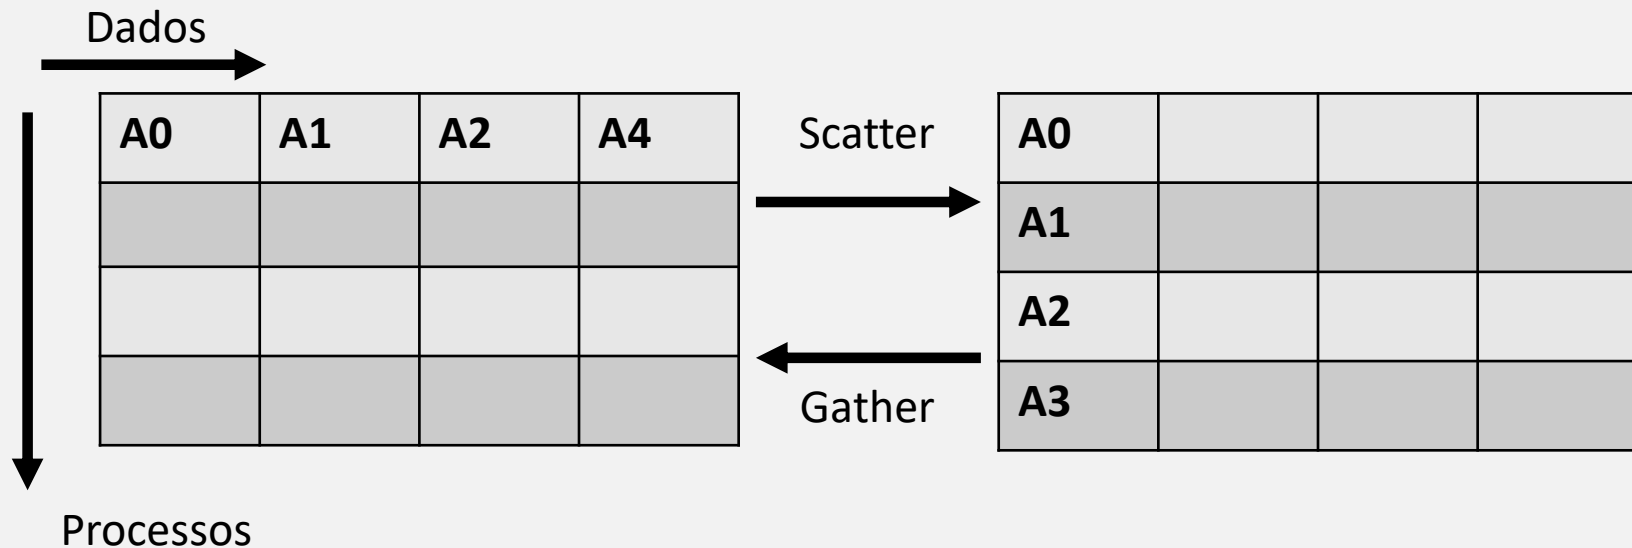 Dados
A0 A1 A2 A4 Scatter A0
A1
A2
Gather A3
Processos